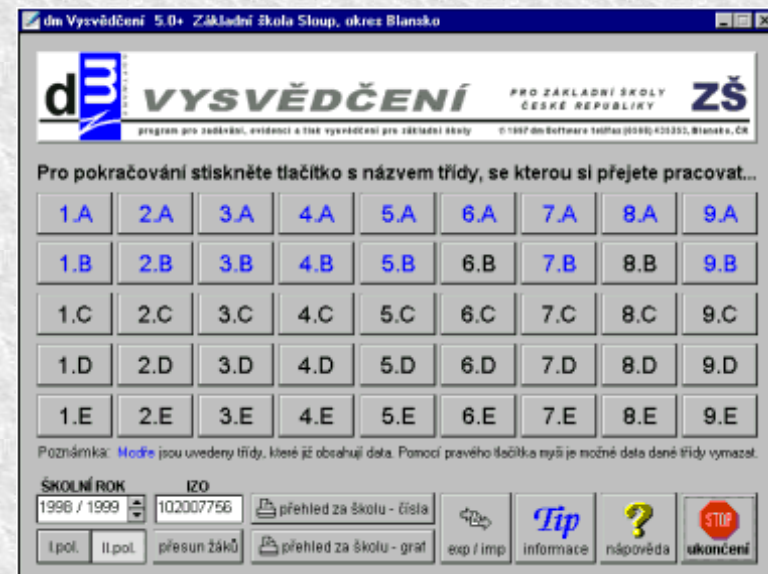 dm Vysvědčení 5.0+ Základní škola Sloup, okres Blansko
dm VYSVĚDČENÍ PRO ZÁKLADNÍ ŠKOLY ČESKÉ REPUBLIKY ZŠ
program pro zadávání, evidenci a tisk vysvědčení pro základní školy © 1997 dm Software tel/fax Blansko, ČR
Pro pokračování stiskněte tlačítko s názvem třídy, se kterou si přejete pracovat...
1.A 2.A 3.A 4.A 5.A 6.A 7.A 8.A 9.A
1.B 2.B 3.B 4.B 5.B 6.B 7.B 8.B 9.B
1.C 2.C 3.C 4.C 5.C 6.C 7.C 8.C 9.C
1.D 2.D 3.D 4.D 5.D 6.D 7.D 8.D 9.D
1.E 2.E 3.E 4.E 5.E 6.E 7.E 8.E 9.E
Poznámka: Modře jsou uvedeny třídy, které již obsahují data. Pomocí pravého tlačítka myši je možné data dané třídy vymazat.
ŠKOLNÍ ROK IZO
1998 / 1999 102007756 přehled za školu - čísla
I.pol. II.pol. přesun žáků přehled za školu - graf
exp / imp
Tip informace
nápověda
STOP ukončení